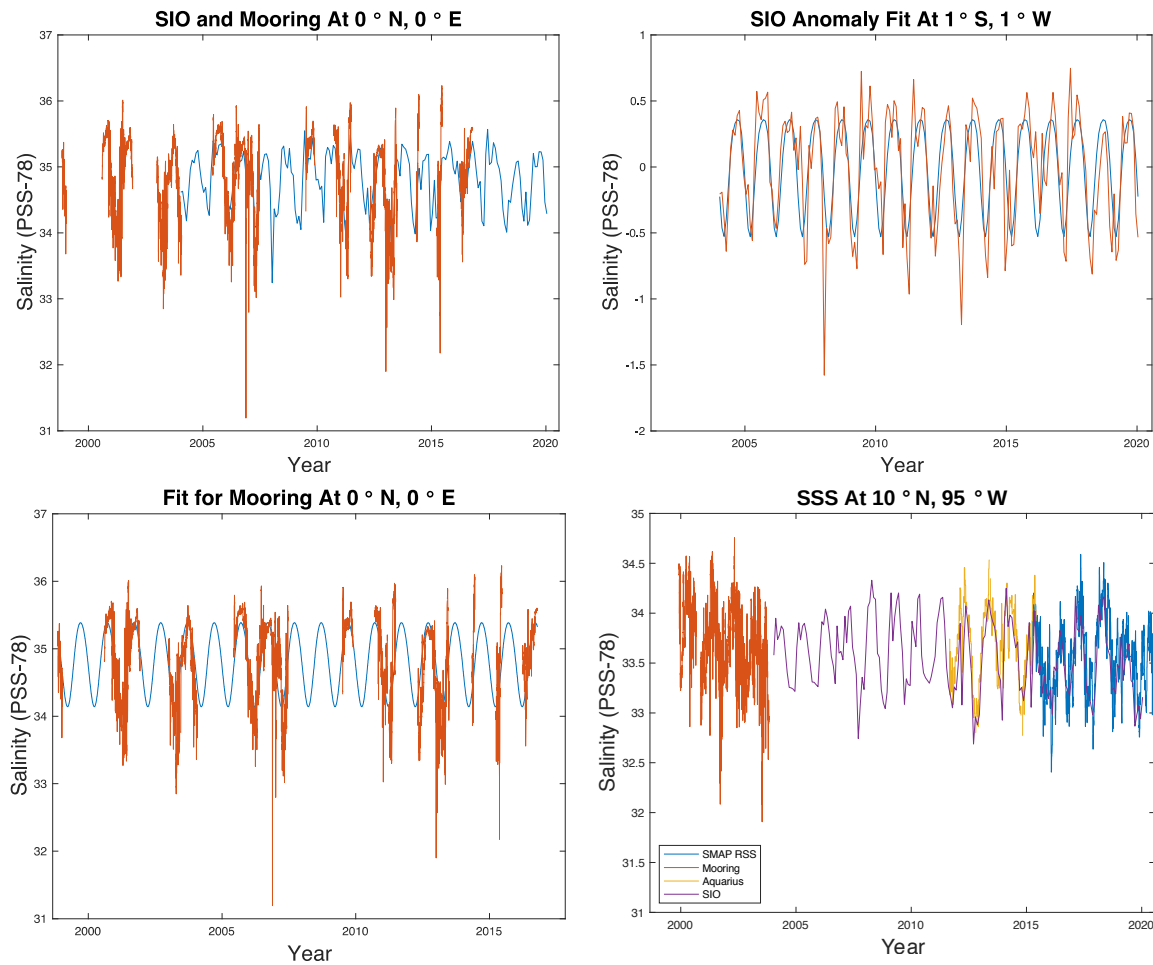 SIO and Mooring At 0 ° N, 0 ° E
37
36
35
34
33
32
31
Salinity (PSS-78)
2000 2005 2010 2015 2020
Year
SIO Anomaly Fit At 1 ° S, 1 ° W
1
0.5
0
-0.5
-1
-1.5
-2
Salinity (PSS-78)
2005 2010 2015 2020
Year
Fit for Mooring At 0 ° N, 0 ° E
37
36
35
34
33
32
31
Salinity (PSS-78)
2000 2005 2010 2015
Year
SSS At 10 ° N, 95 ° W
35
34.5
34
33.5
33
32.5
32
31.5
31
Salinity (PSS-78)
SMAP RSS
Mooring
Aquarius
SIO
2000 2005 2010 2015 2020
Year